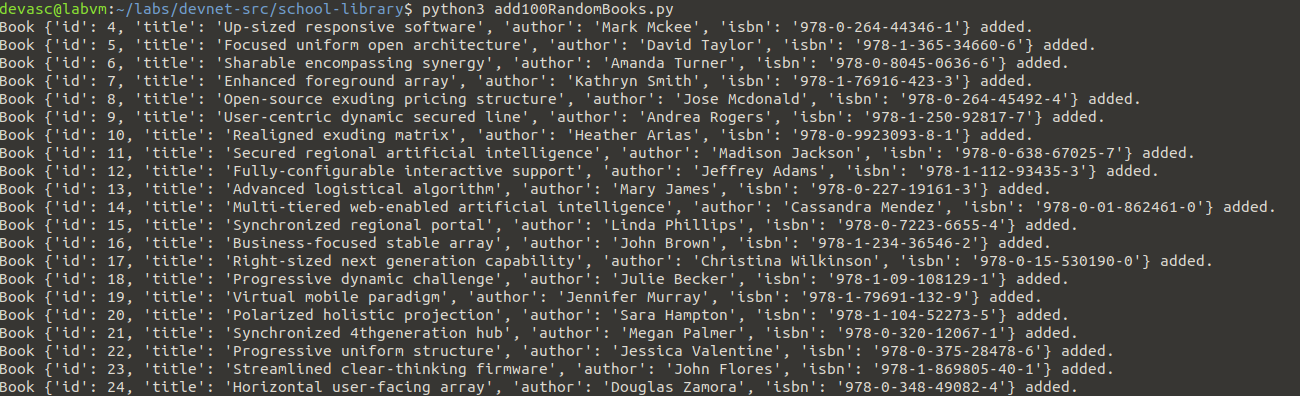 devasc@labvm:~/labs/devnet-src/school-library$ python3 add100RandomBooks.py
Book {'id': 4, 'title': 'Up-sized responsive software', 'author': 'Mark Mckee', 'isbn': '978-0-264-44346-1'} added.
Book {'id': 5, 'title': 'Focused uniform open architecture', 'author': 'David Taylor', 'isbn': '978-1-365-34660-6'} added.
Book {'id': 6, 'title': 'Sharable encompassing synergy', 'author': 'Amanda Turner', 'isbn': '978-0-8045-0636-6'} added.
Book {'id': 7, 'title': 'Enhanced foreground array', 'author': 'Kathryn Smith', 'isbn': '978-1-76916-423-3'} added.
Book {'id': 8, 'title': 'Open-source exuding pricing structure', 'author': 'Jose Mcdonald', 'isbn': '978-0-264-45492-4'} added.
Book {'id': 9, 'title': 'User-centric dynamic secured line', 'author': 'Andrea Rogers', 'isbn': '978-1-250-92817-7'} added.
Book {'id': 10, 'title': 'Realigned exuding matrix', 'author': 'Heather Arias', 'isbn': '978-0-9923093-8-1'} added.
Book {'id': 11, 'title': 'Secured regional artificial intelligence', 'author': 'Madison Jackson', 'isbn': '978-0-638-67025-7'} added.
Book {'id': 12, 'title': 'Fully-configurable interactive support', 'author': 'Jeffrey Adams', 'isbn': '978-1-112-93435-3'} added.
Book {'id': 13, 'title': 'Advanced logistical algorithm', 'author': 'Mary James', 'isbn': '978-0-227-19161-3'} added.
Book {'id': 14, 'title': 'Multi-tiered web-enabled artificial intelligence', 'author': 'Cassandra Mendez', 'isbn': '978-0-01-862461-0'} added.
Book {'id': 15, 'title': 'Synchronized regional portal', 'author': 'Linda Phillips', 'isbn': '978-0-7223-6655-4'} added.
Book {'id': 16, 'title': 'Business-focused stable array', 'author': 'John Brown', 'isbn': '978-1-234-36546-2'} added.
Book {'id': 17, 'title': 'Right-sized next generation capability', 'author': 'Christina Wilkinson', 'isbn': '978-0-15-530190-0'} added.
Book {'id': 18, 'title': 'Progressive dynamic challenge', 'author': 'Julie Becker', 'isbn': '978-1-09-108129-1'} added.
Book {'id': 19, 'title': 'Virtual mobile paradigm', 'author': 'Jennifer Murray', 'isbn': '978-1-79691-132-9'} added.
Book {'id': 20, 'title': 'Polarized holistic projection', 'author': 'Sara Hampton', 'isbn': '978-1-104-52273-5'} added.
Book {'id': 21, 'title': 'Synchronized 4thgeneration hub', 'author': 'Megan Palmer', 'isbn': '978-0-320-12067-1'} added.
Book {'id': 22, 'title': 'Progressive uniform structure', 'author': 'Jessica Valentine', 'isbn': '978-0-375-28478-6'} added.
Book {'id': 23, 'title': 'Streamlined clear-thinking firmware', 'author': 'John Flores', 'isbn': '978-1-869805-40-1'} added.
Book {'id': 24, 'title': 'Horizontal user-facing array', 'author': 'Douglas Zamora', 'isbn': '978-0-348-49082-4'} added.